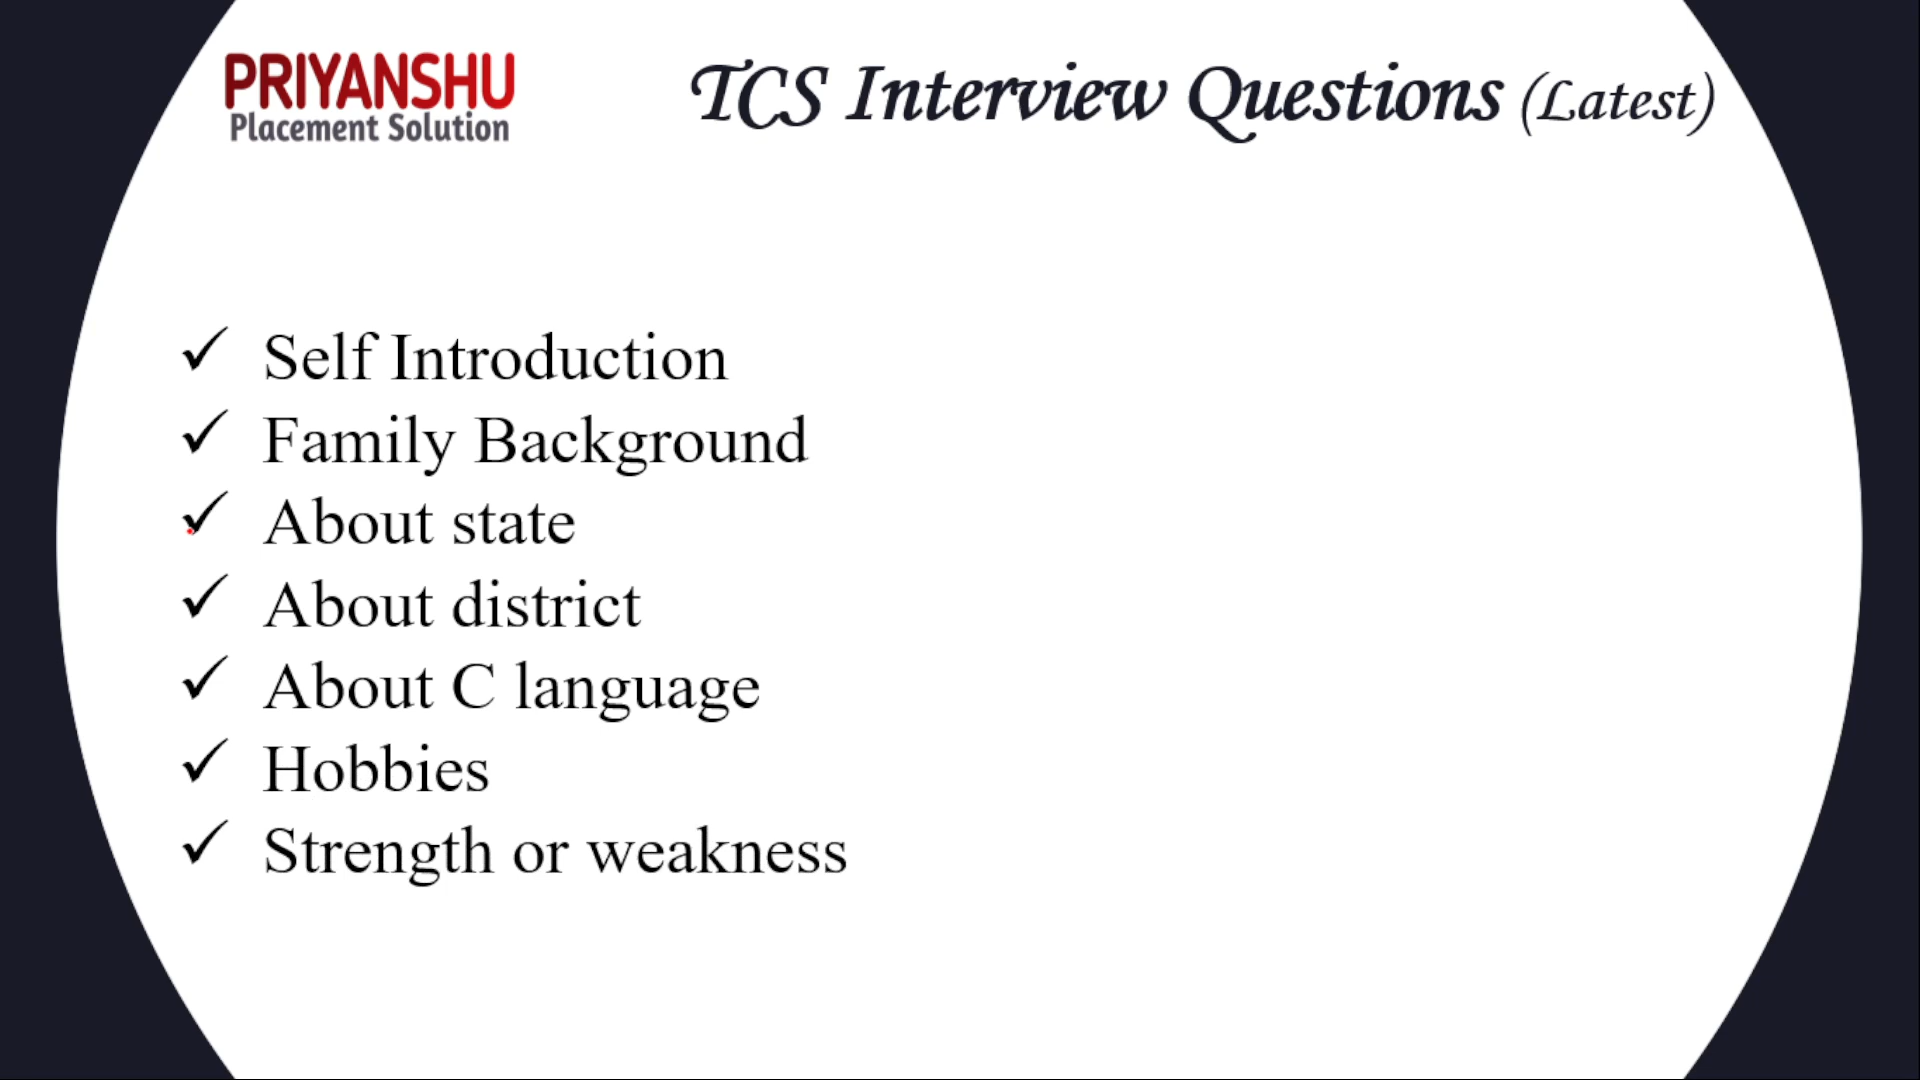 PRIYANSHU
Placement Solution
TCS Interview Questions (Latest)
✓ Self Introduction
✓ Family Background
✓ About state
✓ About district
✓ About C language
✓ Hobbies
✓ Strength or weakness